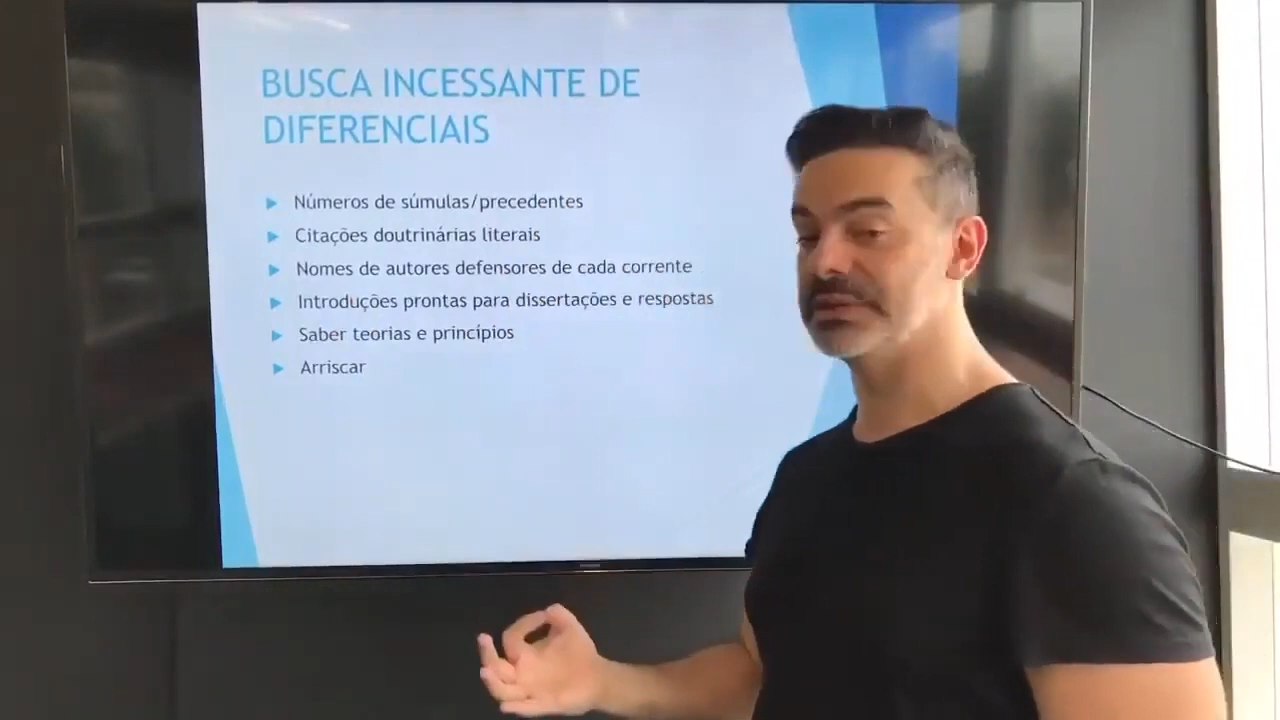 BUSCA INCESSANTE DE
DIFERENCIAIS
Números de súmulas/precedentes
Citações doutrinárias literais
Nomes de autores defensores de cada corrente
Introduções prontas para dissertações e respostas
Saber teorias e princípios
Arriscar